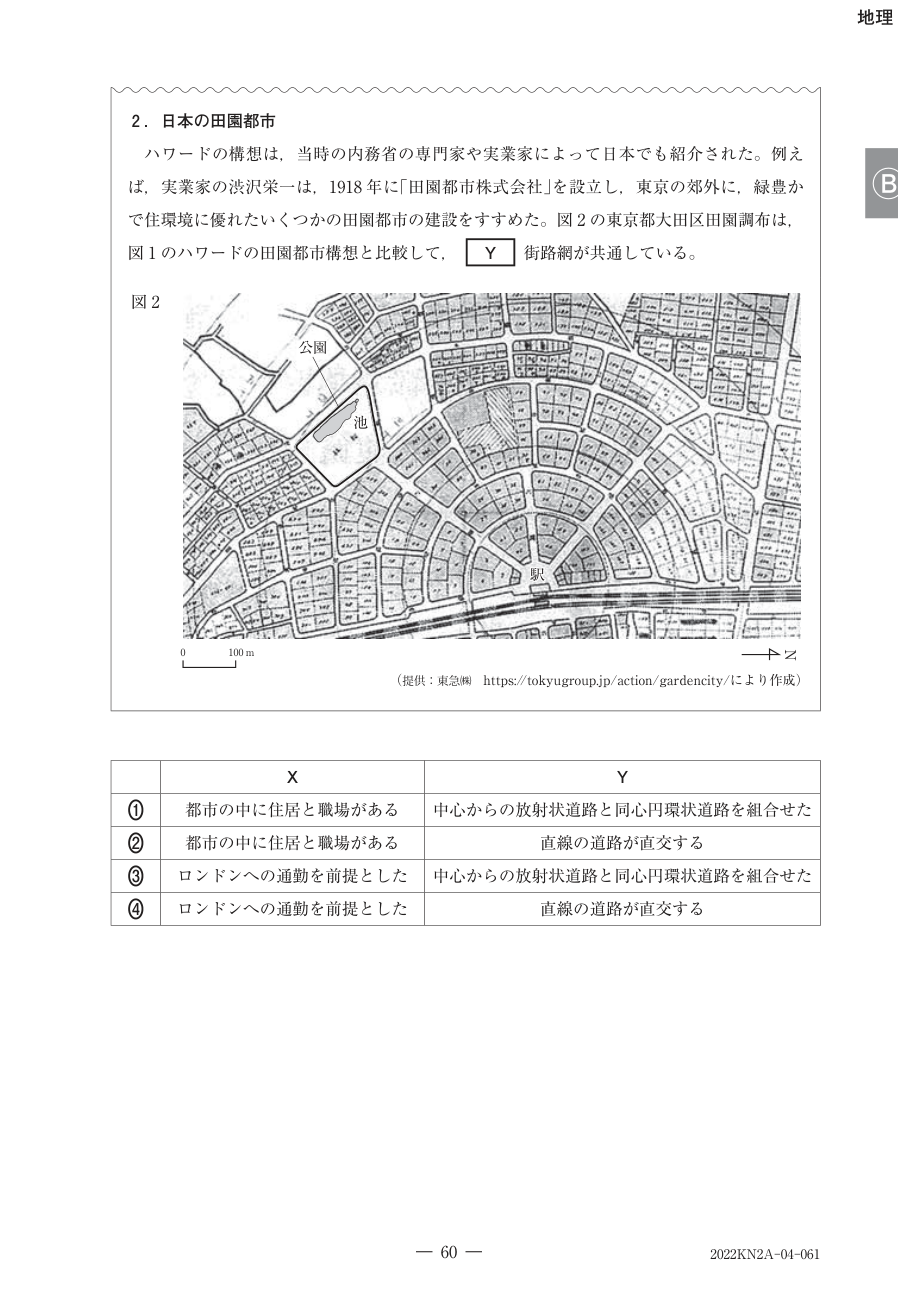 地理
B
2．日本の田園都市
ハワードの構想は，当時の内務省の専門家や実業家によって日本でも紹介された。例え
ば，実業家の渋沢栄一は，1918年に「田園都市株式会社」を設立し，東京の郊外に，緑豊か
で住環境に優れたいくつかの田園都市の建設をすすめた。図2の東京都大田区田園調布は，
図1のハワードの田園都市構想と比較して， Y 街路網が共通している。
図2
公園
池
駅
0 100 m
N
（提供：東急㈱ https://tokyugroup.jp/action/gardencity/により作成）
X Y
① 都市の中に住居と職場がある 中心からの放射状道路と同心円環状道路を組合せた
② 都市の中に住居と職場がある 直線の道路が直交する
③ ロンドンへの通勤を前提とした 中心からの放射状道路と同心円環状道路を組合せた
④ ロンドンへの通勤を前提とした 直線の道路が直交する
— 60 —
2022KN2A-04-061